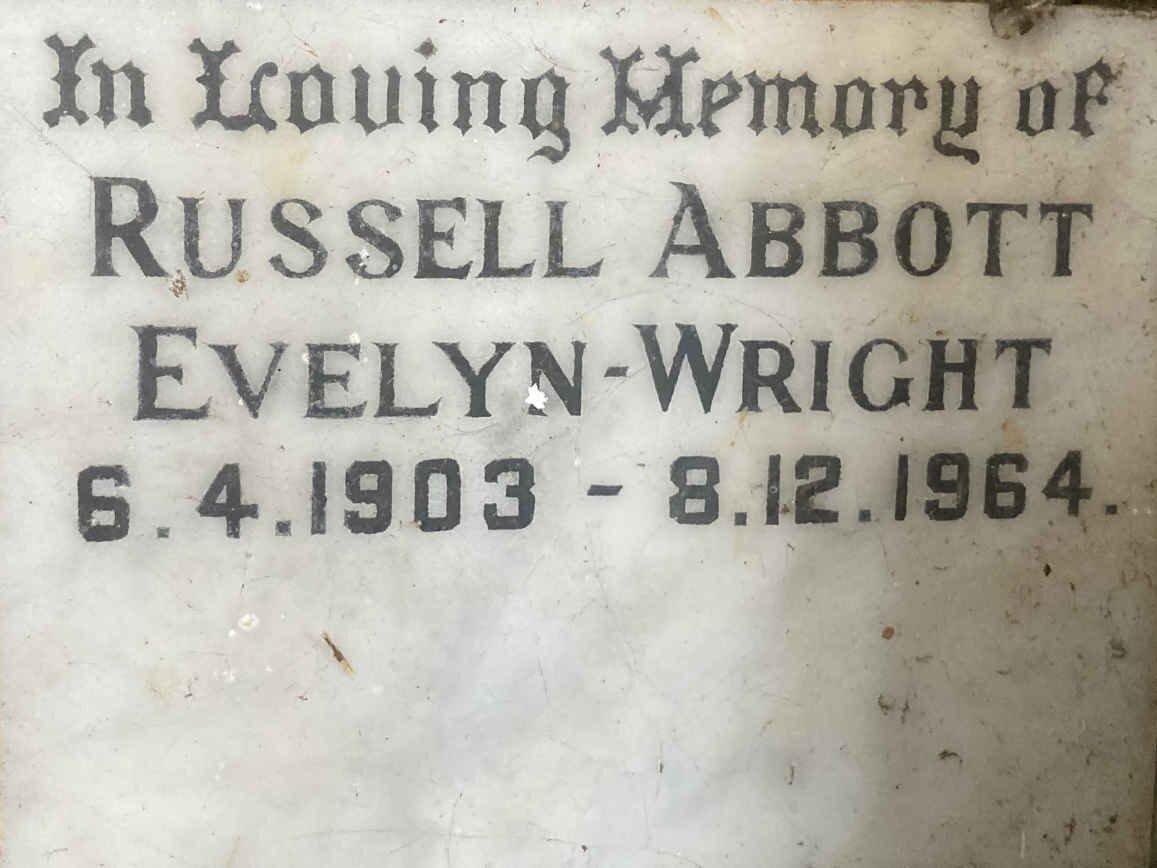 In Loving Memory of
RUSSELL ABBOTT
EVELYN-WRIGHT
6.4.1903 - 8.12.1964.